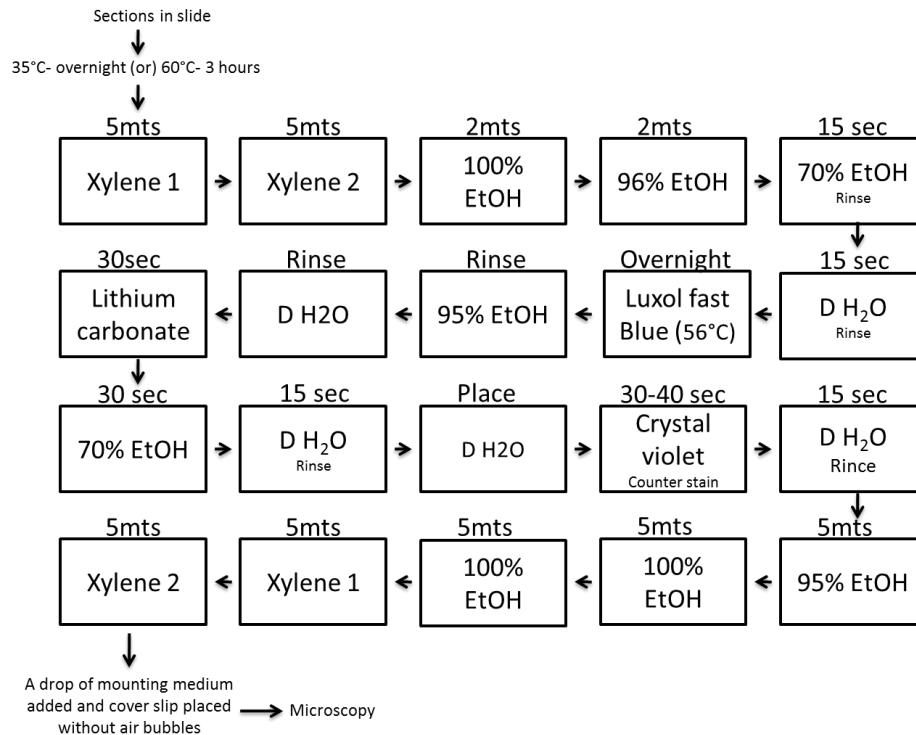 Sections in slide
35°C- overnight (or) 60°C- 3 hours
5mts
Xylene 1
5mts
Xylene 2
2mts
100%
EtOH
2mts
96% EtOH
15 sec
70% EtOH
Rinse
15 sec
D H₂O
Rinse
Overnight
Luxol fast
Blue (56°C)
Rinse
95% EtOH
Rinse
D H2O
30sec
Lithium
carbonate
30 sec
70% EtOH
15 sec
D H₂O
Rinse
Place
D H2O
30-40 sec
Crystal
violet
Counter stain
15 sec
D H₂O
Rince
5mts
95% EtOH
5mts
100%
EtOH
5mts
100%
EtOH
5mts
Xylene 1
5mts
Xylene 2
A drop of mounting medium
added and cover slip placed
without air bubbles
Microscopy